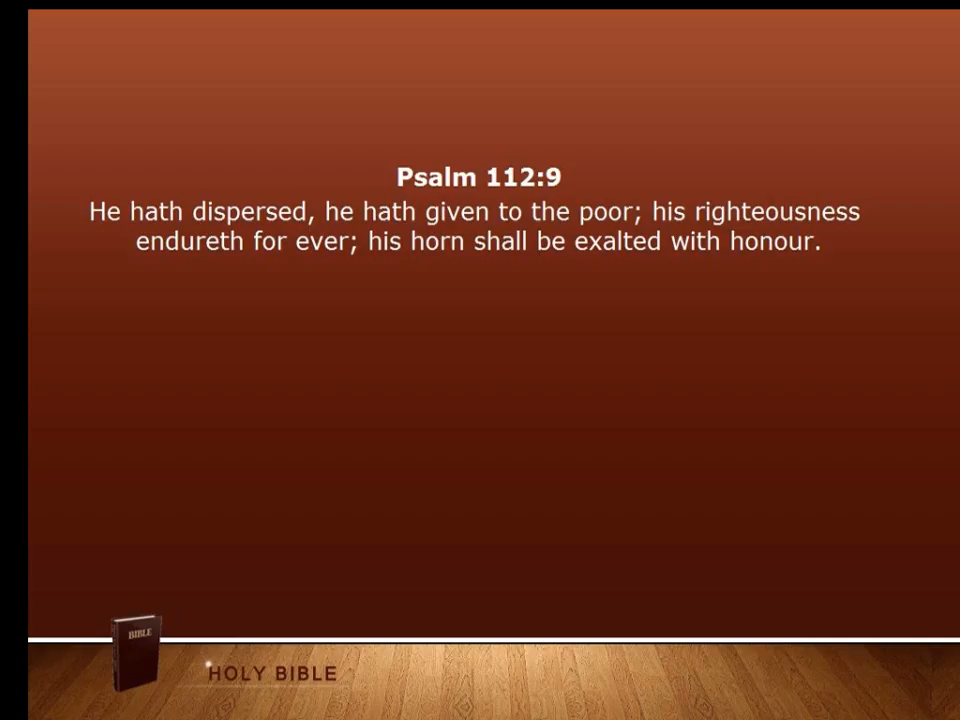 Psalm 112:9
He hath dispersed, he hath given to the poor; his righteousness
endureth for ever; his horn shall be exalted with honour.
BIBLE
HOLY BIBLE